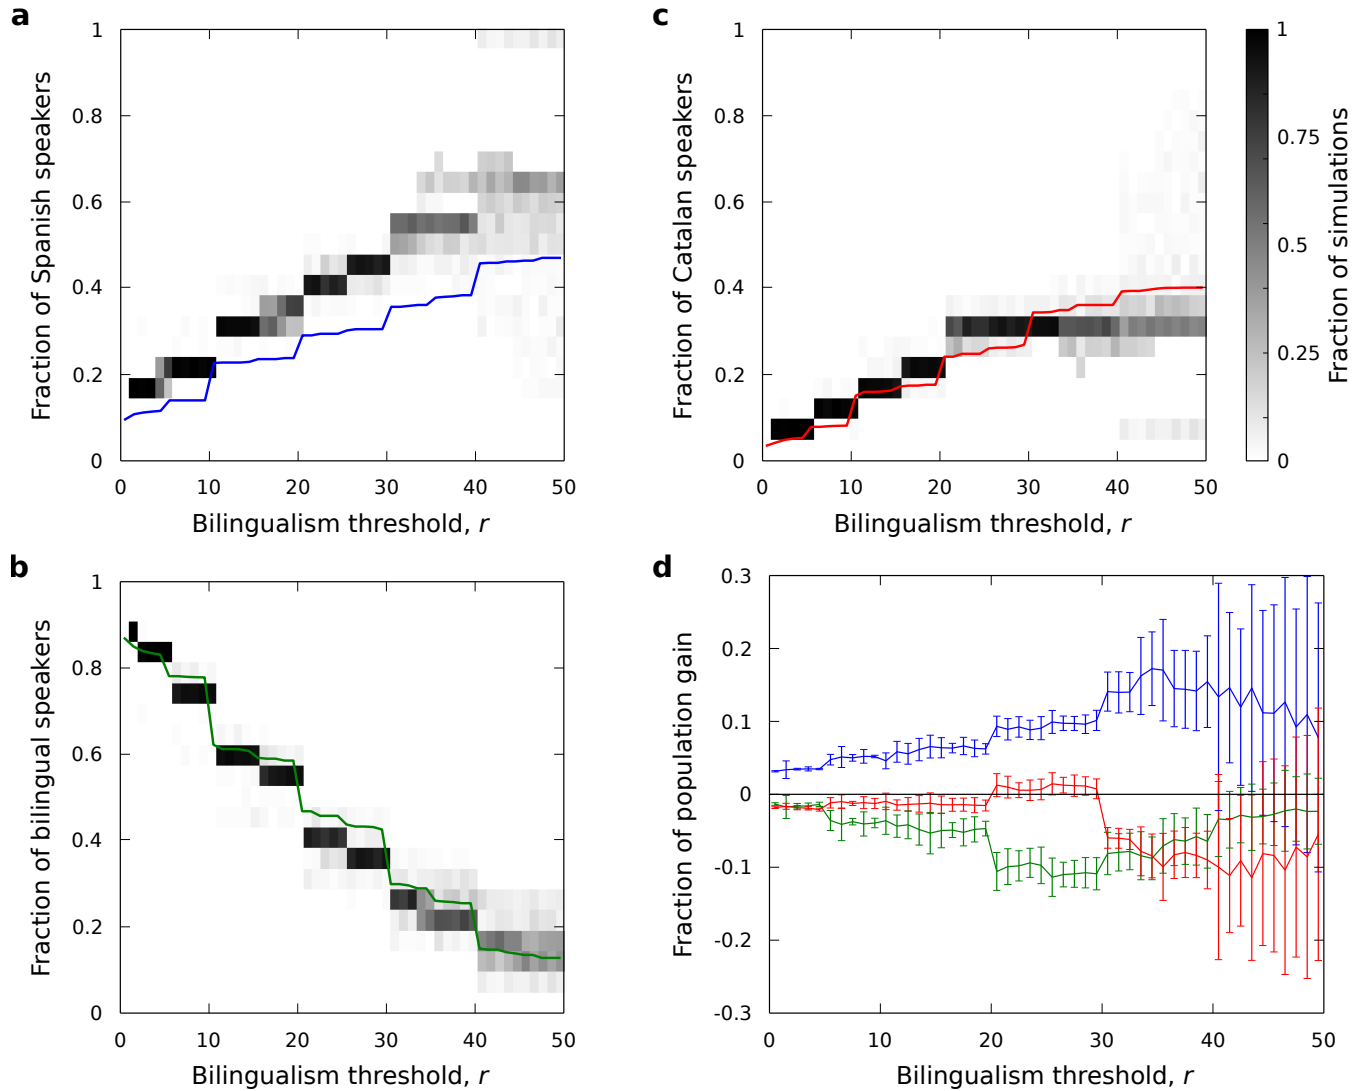 a
Fraction of Spanish speakers
1
0.8
0.6
0.4
0.2
0
0 10 20 30 40 50
Bilingualism threshold, r
c
Fraction of Catalan speakers
1
0.8
0.6
0.4
0.2
0
0 10 20 30 40 50
Bilingualism threshold, r
1
0.75
0.5
0.25
0
Fraction of simulations
b
Fraction of bilingual speakers
1
0.8
0.6
0.4
0.2
0
0 10 20 30 40 50
Bilingualism threshold, r
d
Fraction of population gain
0.3
0.2
0.1
0
-0.1
-0.2
-0.3
0 10 20 30 40 50
Bilingualism threshold, r